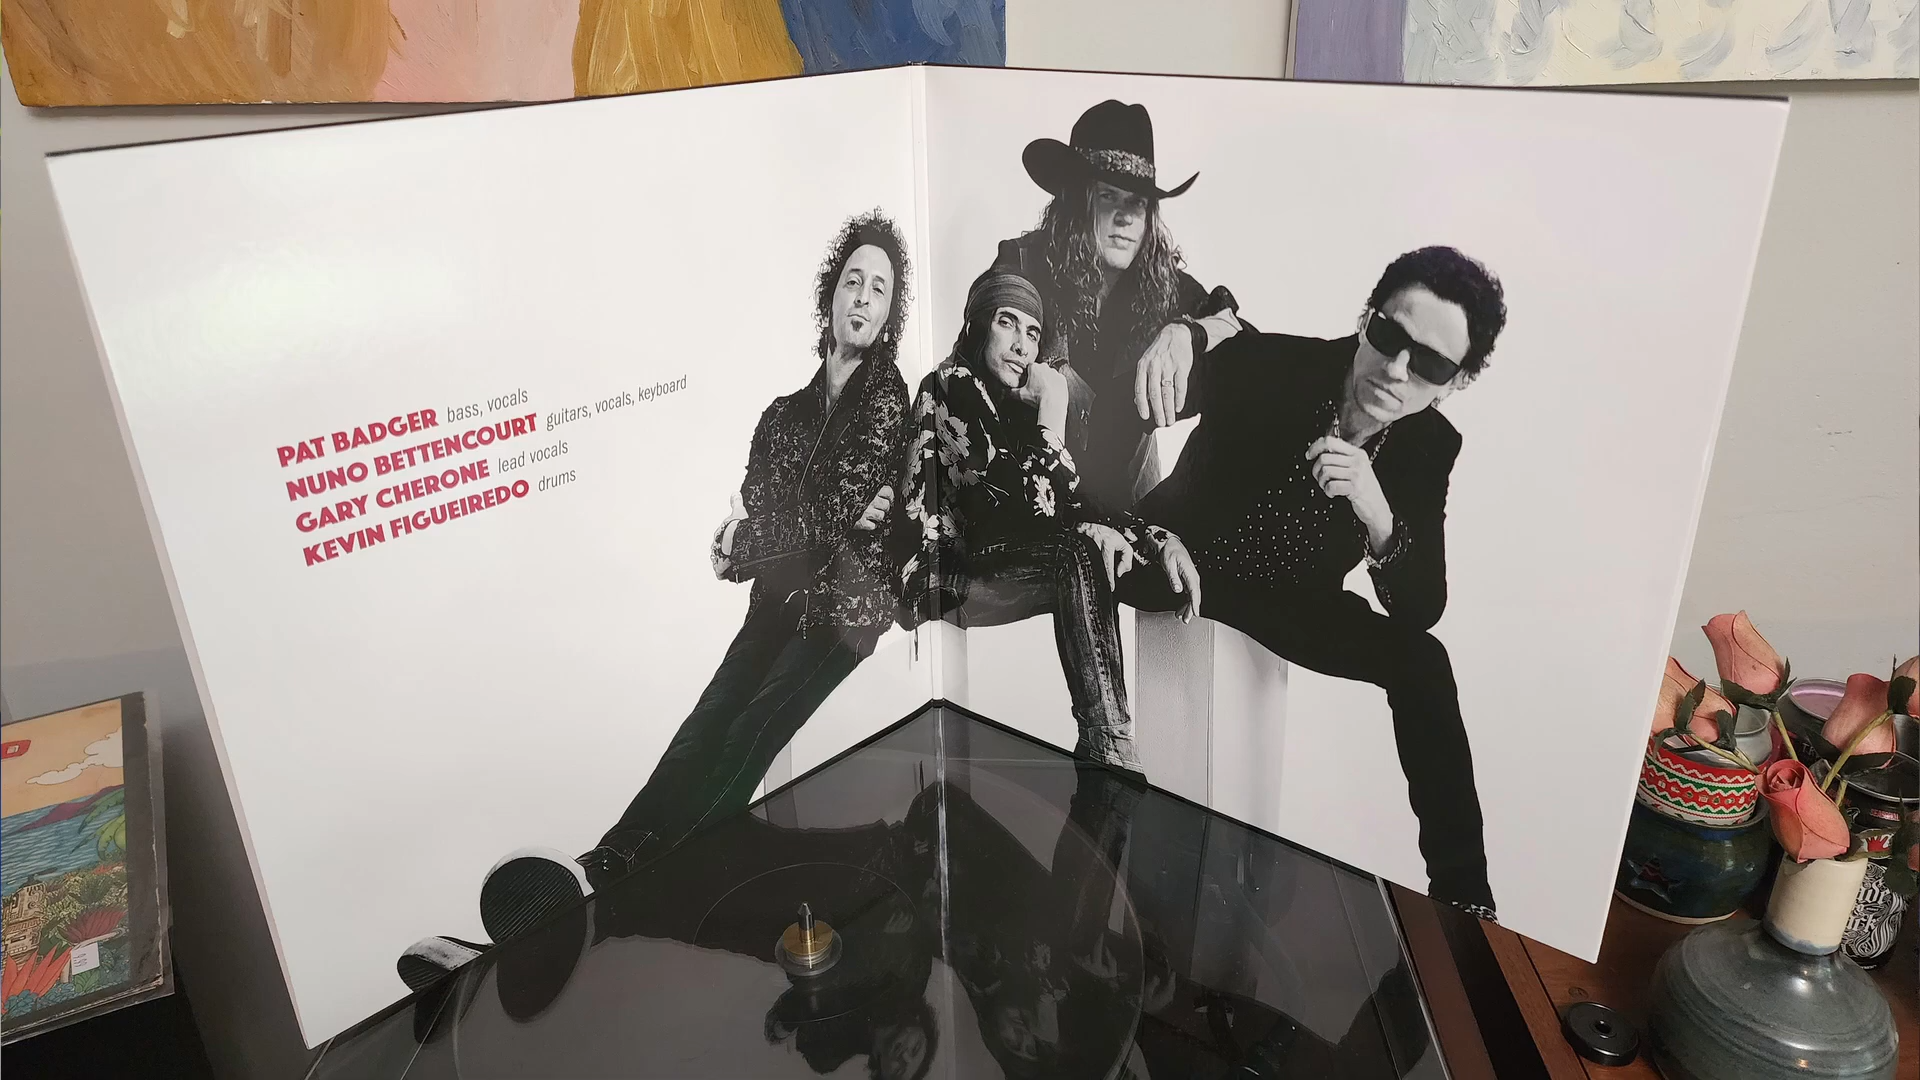 PAT BADGER bass, vocals
NUNO BETTENCOURT guitars, vocals, keyboard
GARY CHERONE lead vocals
KEVIN FIGUEIREDO drums